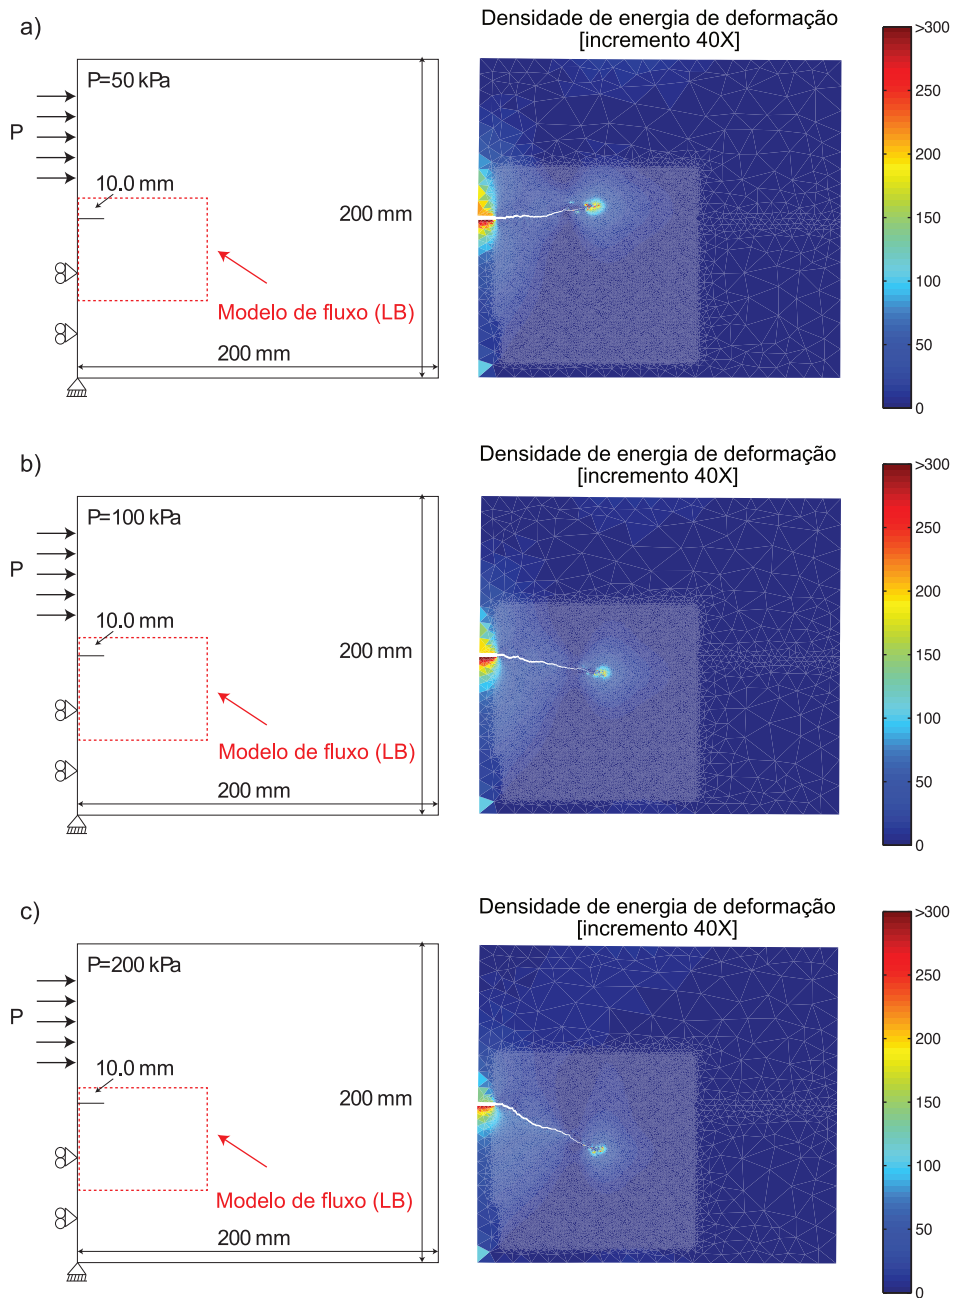 a)
P=50 kPa
P
10.0 mm
200 mm
Modelo de fluxo (LB)
200 mm
Densidade de energia de deformação
[incremento 40X]
>300
250
200
150
100
50
0
b)
P=100 kPa
P
10.0 mm
200 mm
Modelo de fluxo (LB)
200 mm
Densidade de energia de deformação
[incremento 40X]
>300
250
200
150
100
50
0
c)
P=200 kPa
P
10.0 mm
200 mm
Modelo de fluxo (LB)
200 mm
Densidade de energia de deformação
[incremento 40X]
>300
250
200
150
100
50
0